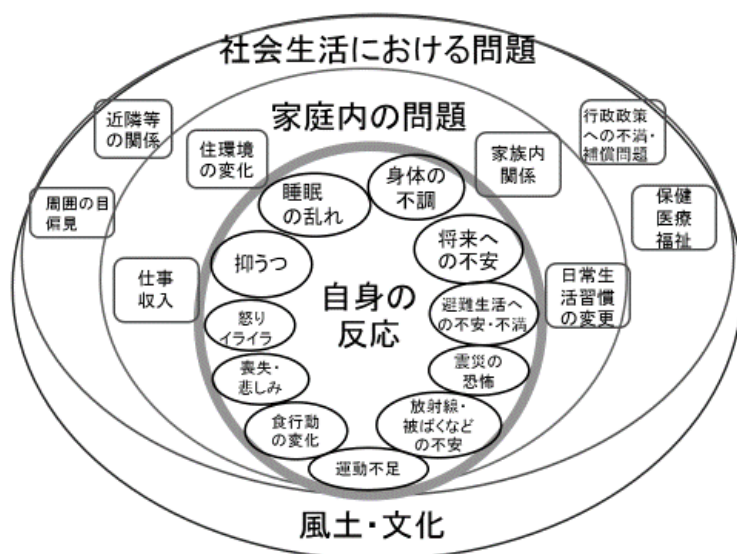 社会生活における問題
近隣等
の関係
家庭内の問題
行政政策
への不満・
補償問題
住環境
の変化
家族内
関係
周囲の目
偏見
保健
医療
福祉
睡眠
の乱れ
身体の
不調
将来へ
の不安
抑うつ
仕事
収入
自身の
反応
日常生
活習慣
の変更
怒り
イライラ
避難生活へ
の不安・不満
喪失・
悲しみ
震災の
恐怖
食行動
の変化
放射線・
被ばくなど
の不安
運動不足
風土・文化